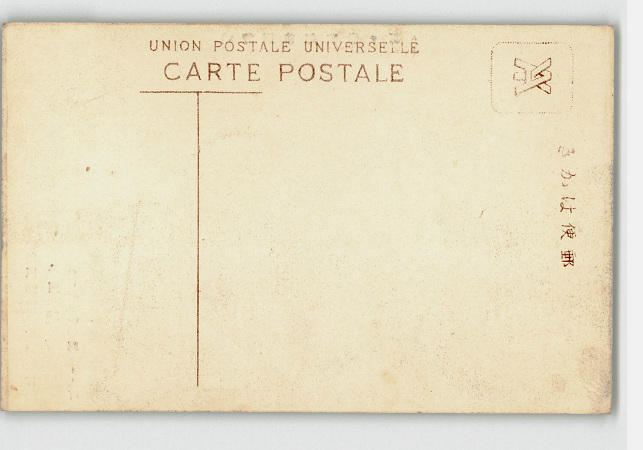 UNION POSTALE UNIVERSELLE
CARTE POSTALE
郵便はかき